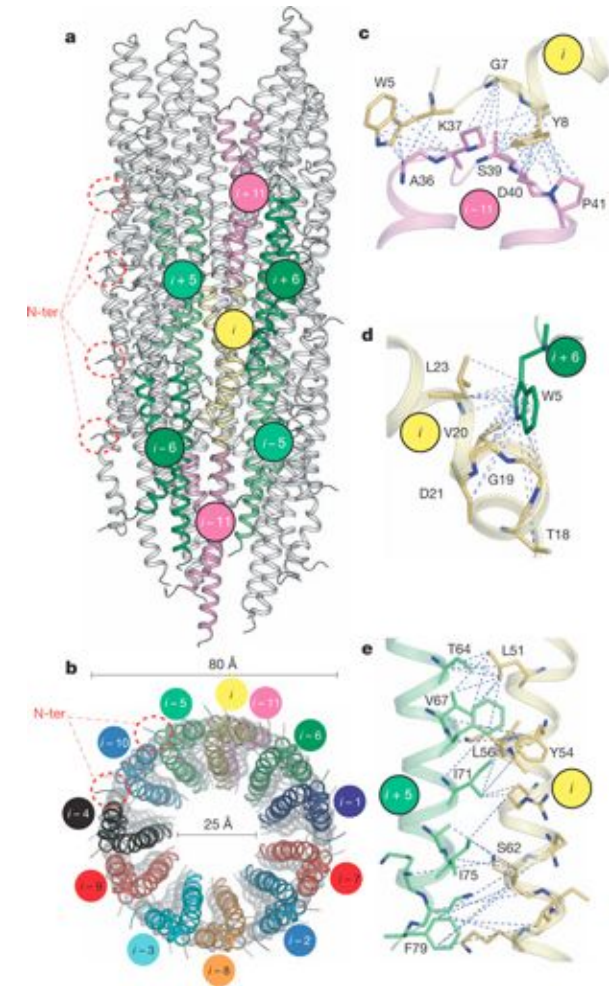 a
i + 11
i + 5
i + 6
i
N-ter
i − 6
i − 5
i − 11
b
80 Å
i − 5
i
i − 11
i − 6
N-ter
i − 10
i − 1
i − 4
25 Å
i − 9
i − 7
i − 3
i − 2
i − 8
c
i
G7
W5
K37
Y8
S39
A36
D40
P41
i − 11
d
i + 6
L23
W5
i
V20
G19
D21
T18
e
T64
L51
V67
L56
Y54
I71
i + 5
i
S62
I75
F79